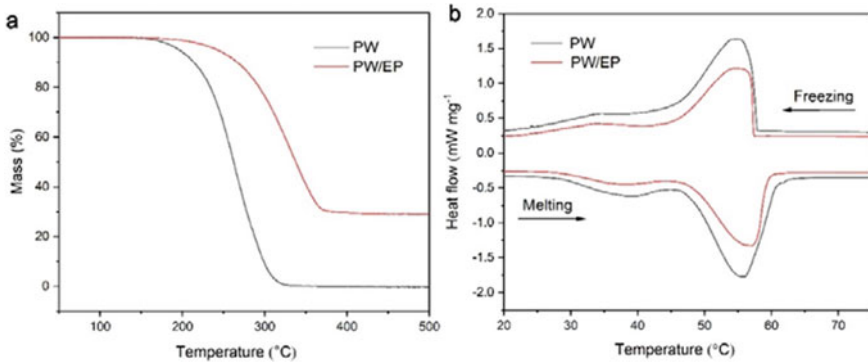 a
PW
PW/EP
100
80
60
40
20
0
Mass (%)
100 200 300 400 500
Temperature (°C)
b
2.0
1.5
1.0
0.5
0.0
-0.5
-1.0
-1.5
-2.0
Heat flow (mW mg⁻¹)
PW
PW/EP
Freezing
Melting
20 30 40 50 60 70
Temperature (°C)